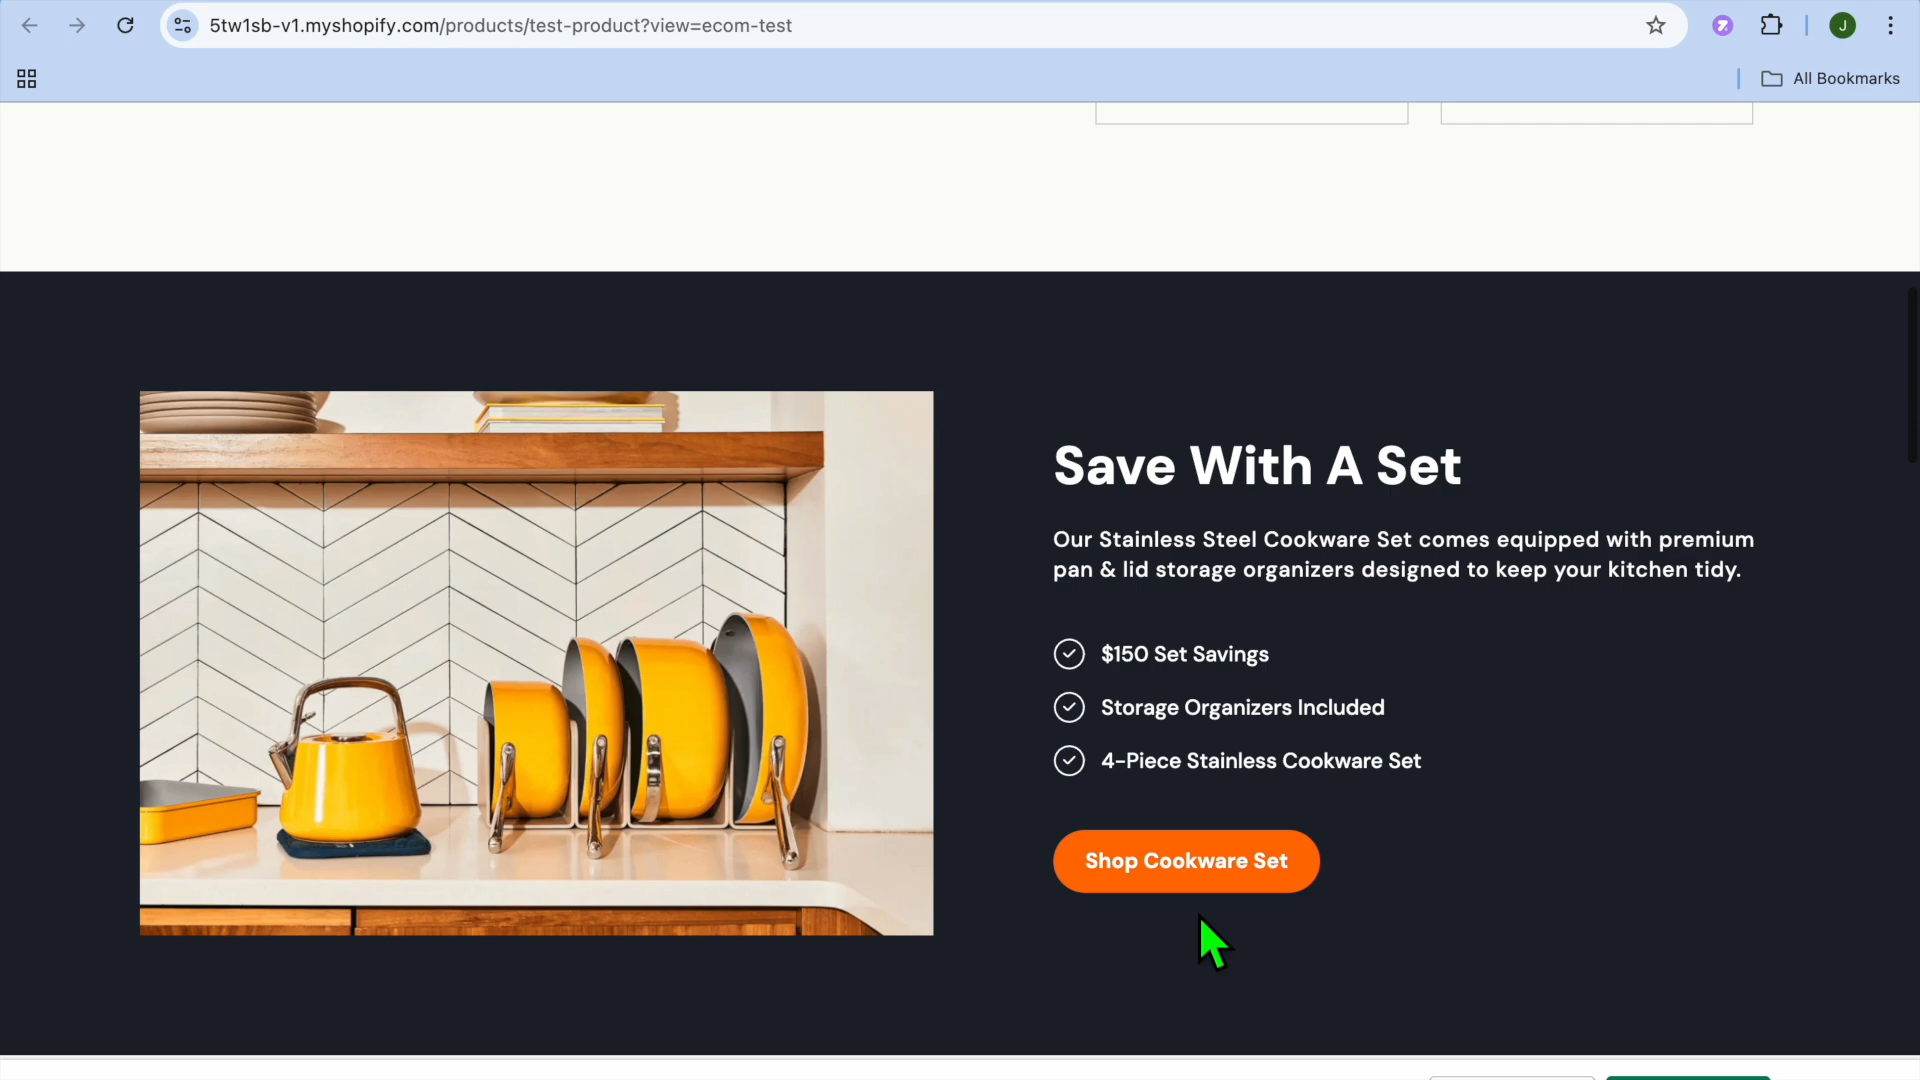 5tw1sb-v1.myshopify.com/products/test-product?view=ecom-test
J
All Bookmarks
Save With A Set
Our Stainless Steel Cookware Set comes equipped with premium
pan & lid storage organizers designed to keep your kitchen tidy.
$150 Set Savings
Storage Organizers Included
4-Piece Stainless Cookware Set
Shop Cookware Set